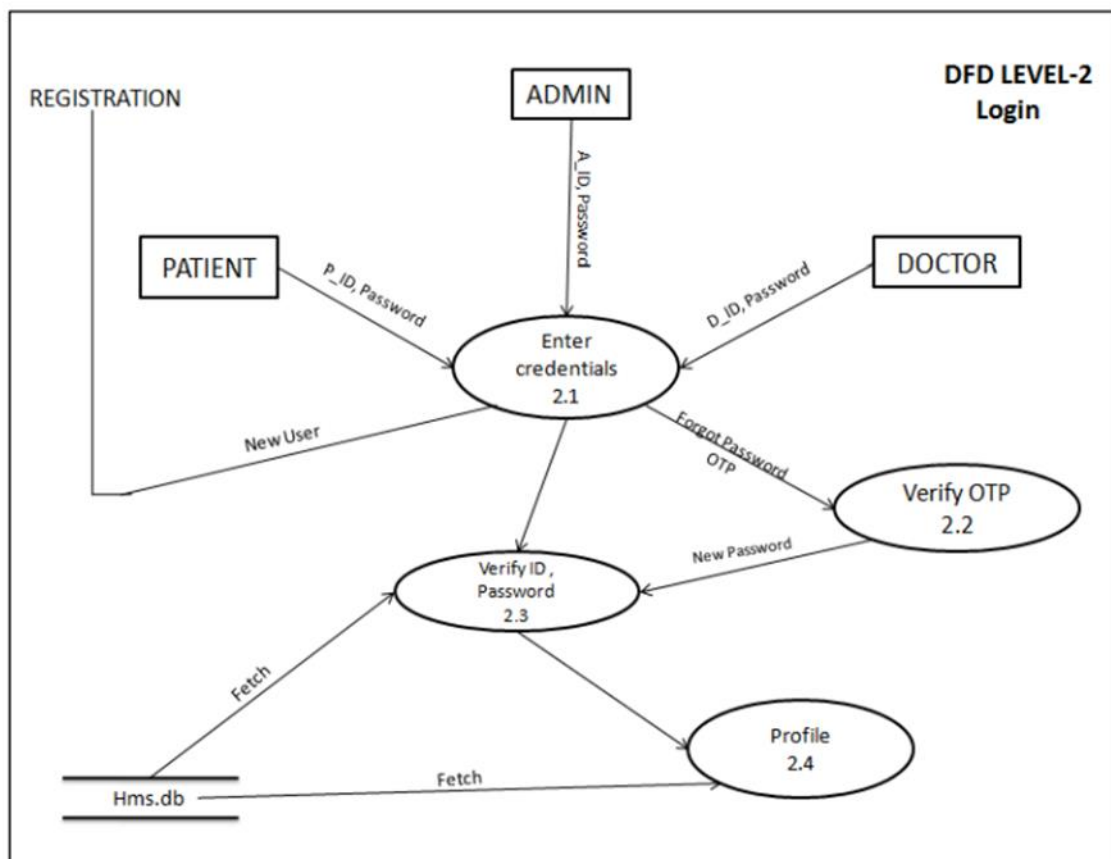 DFD LEVEL-2
Login
REGISTRATION
ADMIN
A_ID, Password
PATIENT
P_ID, Password
DOCTOR
D_ID, Password
Enter
credentials
2.1
New User
Forgot Password
OTP
Verify OTP
2.2
New Password
Verify ID ,
Password
2.3
Fetch
Profile
2.4
Hms.db
Fetch